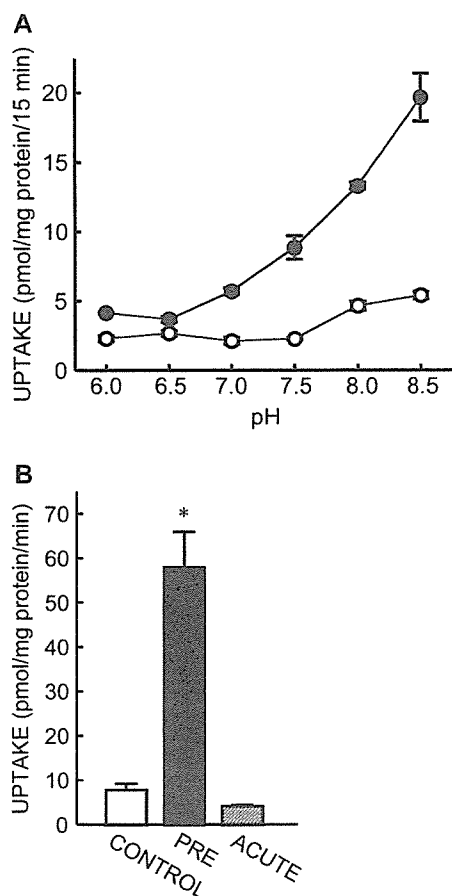 A
UPTAKE (pmol/mg protein/15 min)
20
15
10
5
0
6.0 6.5 7.0 7.5 8.0 8.5
pH
B
UPTAKE (pmol/mg protein/min)
*
70
60
50
40
30
20
10
0
CONTROL PRE ACUTE